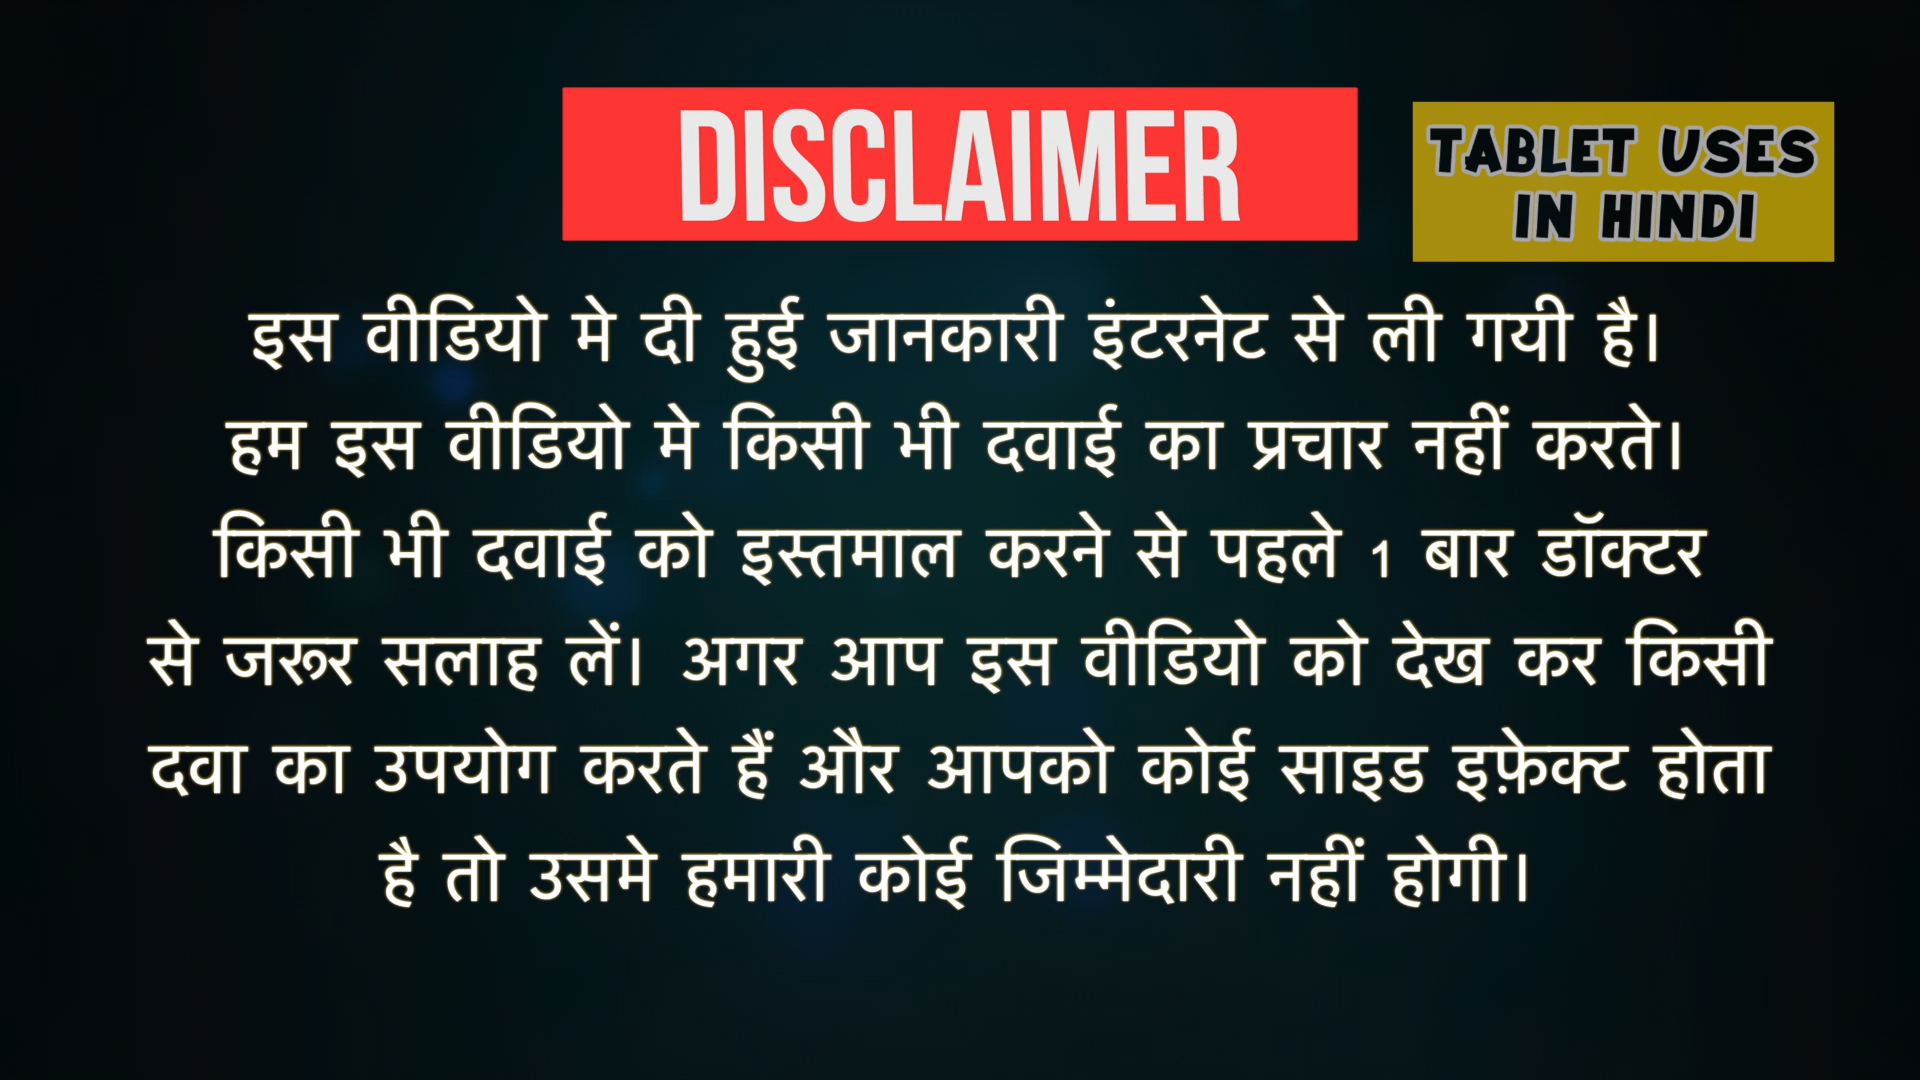 DISCLAIMER
TABLET USES
IN HINDI
इस वीडियो मे दी हुई जानकारी इंटरनेट से ली गयी है।
हम इस वीडियो मे किसी भी दवाई का प्रचार नहीं करते।
किसी भी दवाई को इस्तमाल करने से पहले 1 बार डॉक्टर
से जरूर सलाह लें। अगर आप इस वीडियो को देख कर किसी
दवा का उपयोग करते हैं और आपको कोई साइड इफ़ेक्ट होता
है तो उसमे हमारी कोई जिम्मेदारी नहीं होगी।